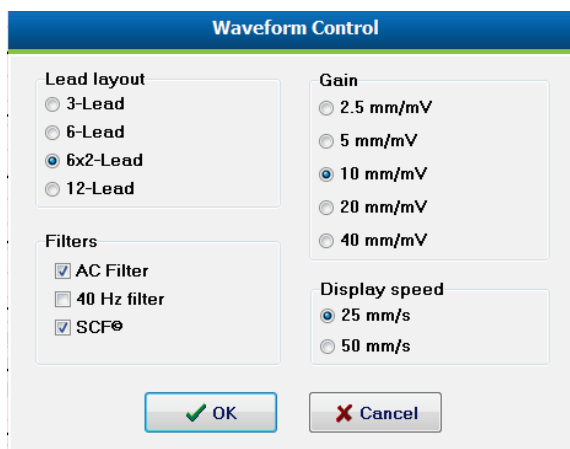 Waveform Control
Lead layout
3-Lead
6-Lead
6x2-Lead
12-Lead
Filters
AC Filter
40 Hz filter
SCF©
Gain
2.5 mm/mV
5 mm/mV
10 mm/mV
20 mm/mV
40 mm/mV
Display speed
25 mm/s
50 mm/s
OK
Cancel